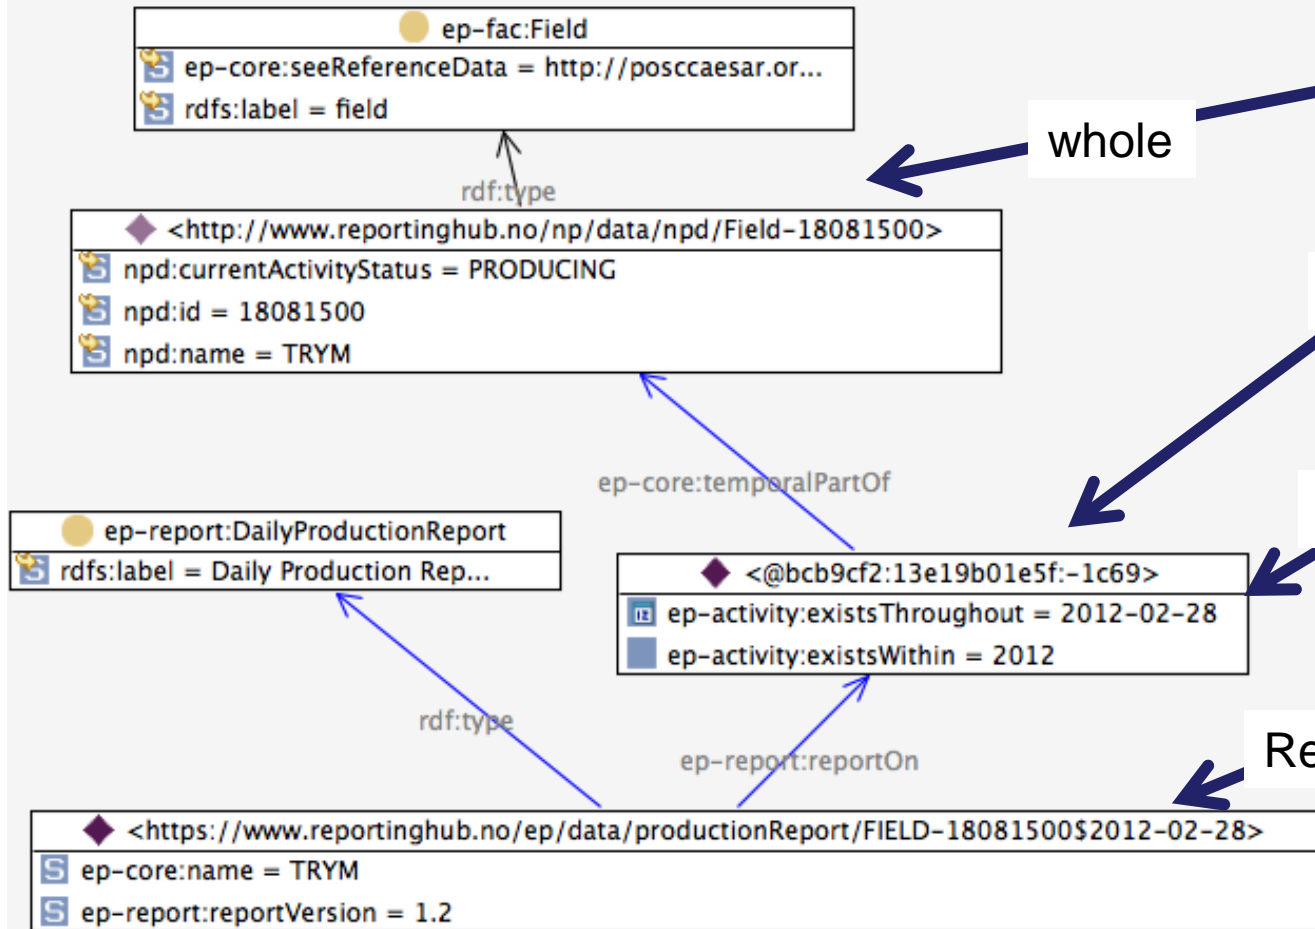 ep-fac:Field
ep-core:seeReferenceData = http://posccaesar.or...
rdfs:label = field
whole
rdf:type
<http://www.reportinghub.no/np/data/npd/Field-18081500>
npd:currentActivityStatus = PRODUCING
npd:id = 18081500
npd:name = TRYM
ep-core:temporalPartOf
ep-report:DailyProductionReport
rdfs:label = Daily Production Rep...
<@bcb9cf2:13e19b01e5f:-1c69>
ep-activity:existsThroughout = 2012-02-28
ep-activity:existsWithin = 2012
rdf:type
ep-report:reportOn
Re
<https://www.reportinghub.no/ep/data/productionReport/FIELD-18081500$2012-02-28>
ep-core:name = TRYM
ep-report:reportVersion = 1.2